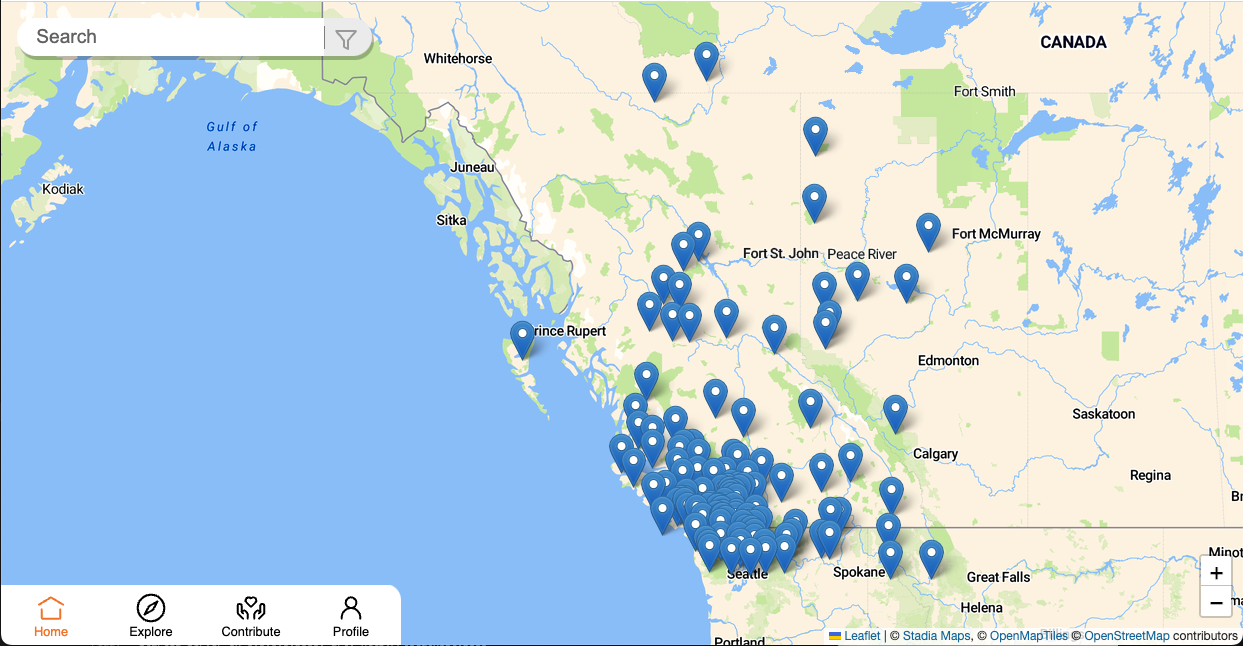 Search
CANADA
Whitehorse
Fort Smith
Gulf of
Alaska
Juneau
Kodiak
Sitka
Fort McMurray
Fort St. John
Peace River
rince Rupert
Edmonton
Saskatoon
Calgary
Regina
Br
Minot
Seattle
Spokane
Great Falls
Helena
Portland
+
−
Home
Explore
Contribute
Profile
Leaflet | © Stadia Maps, © OpenMapTiles © OpenStreetMap contributors